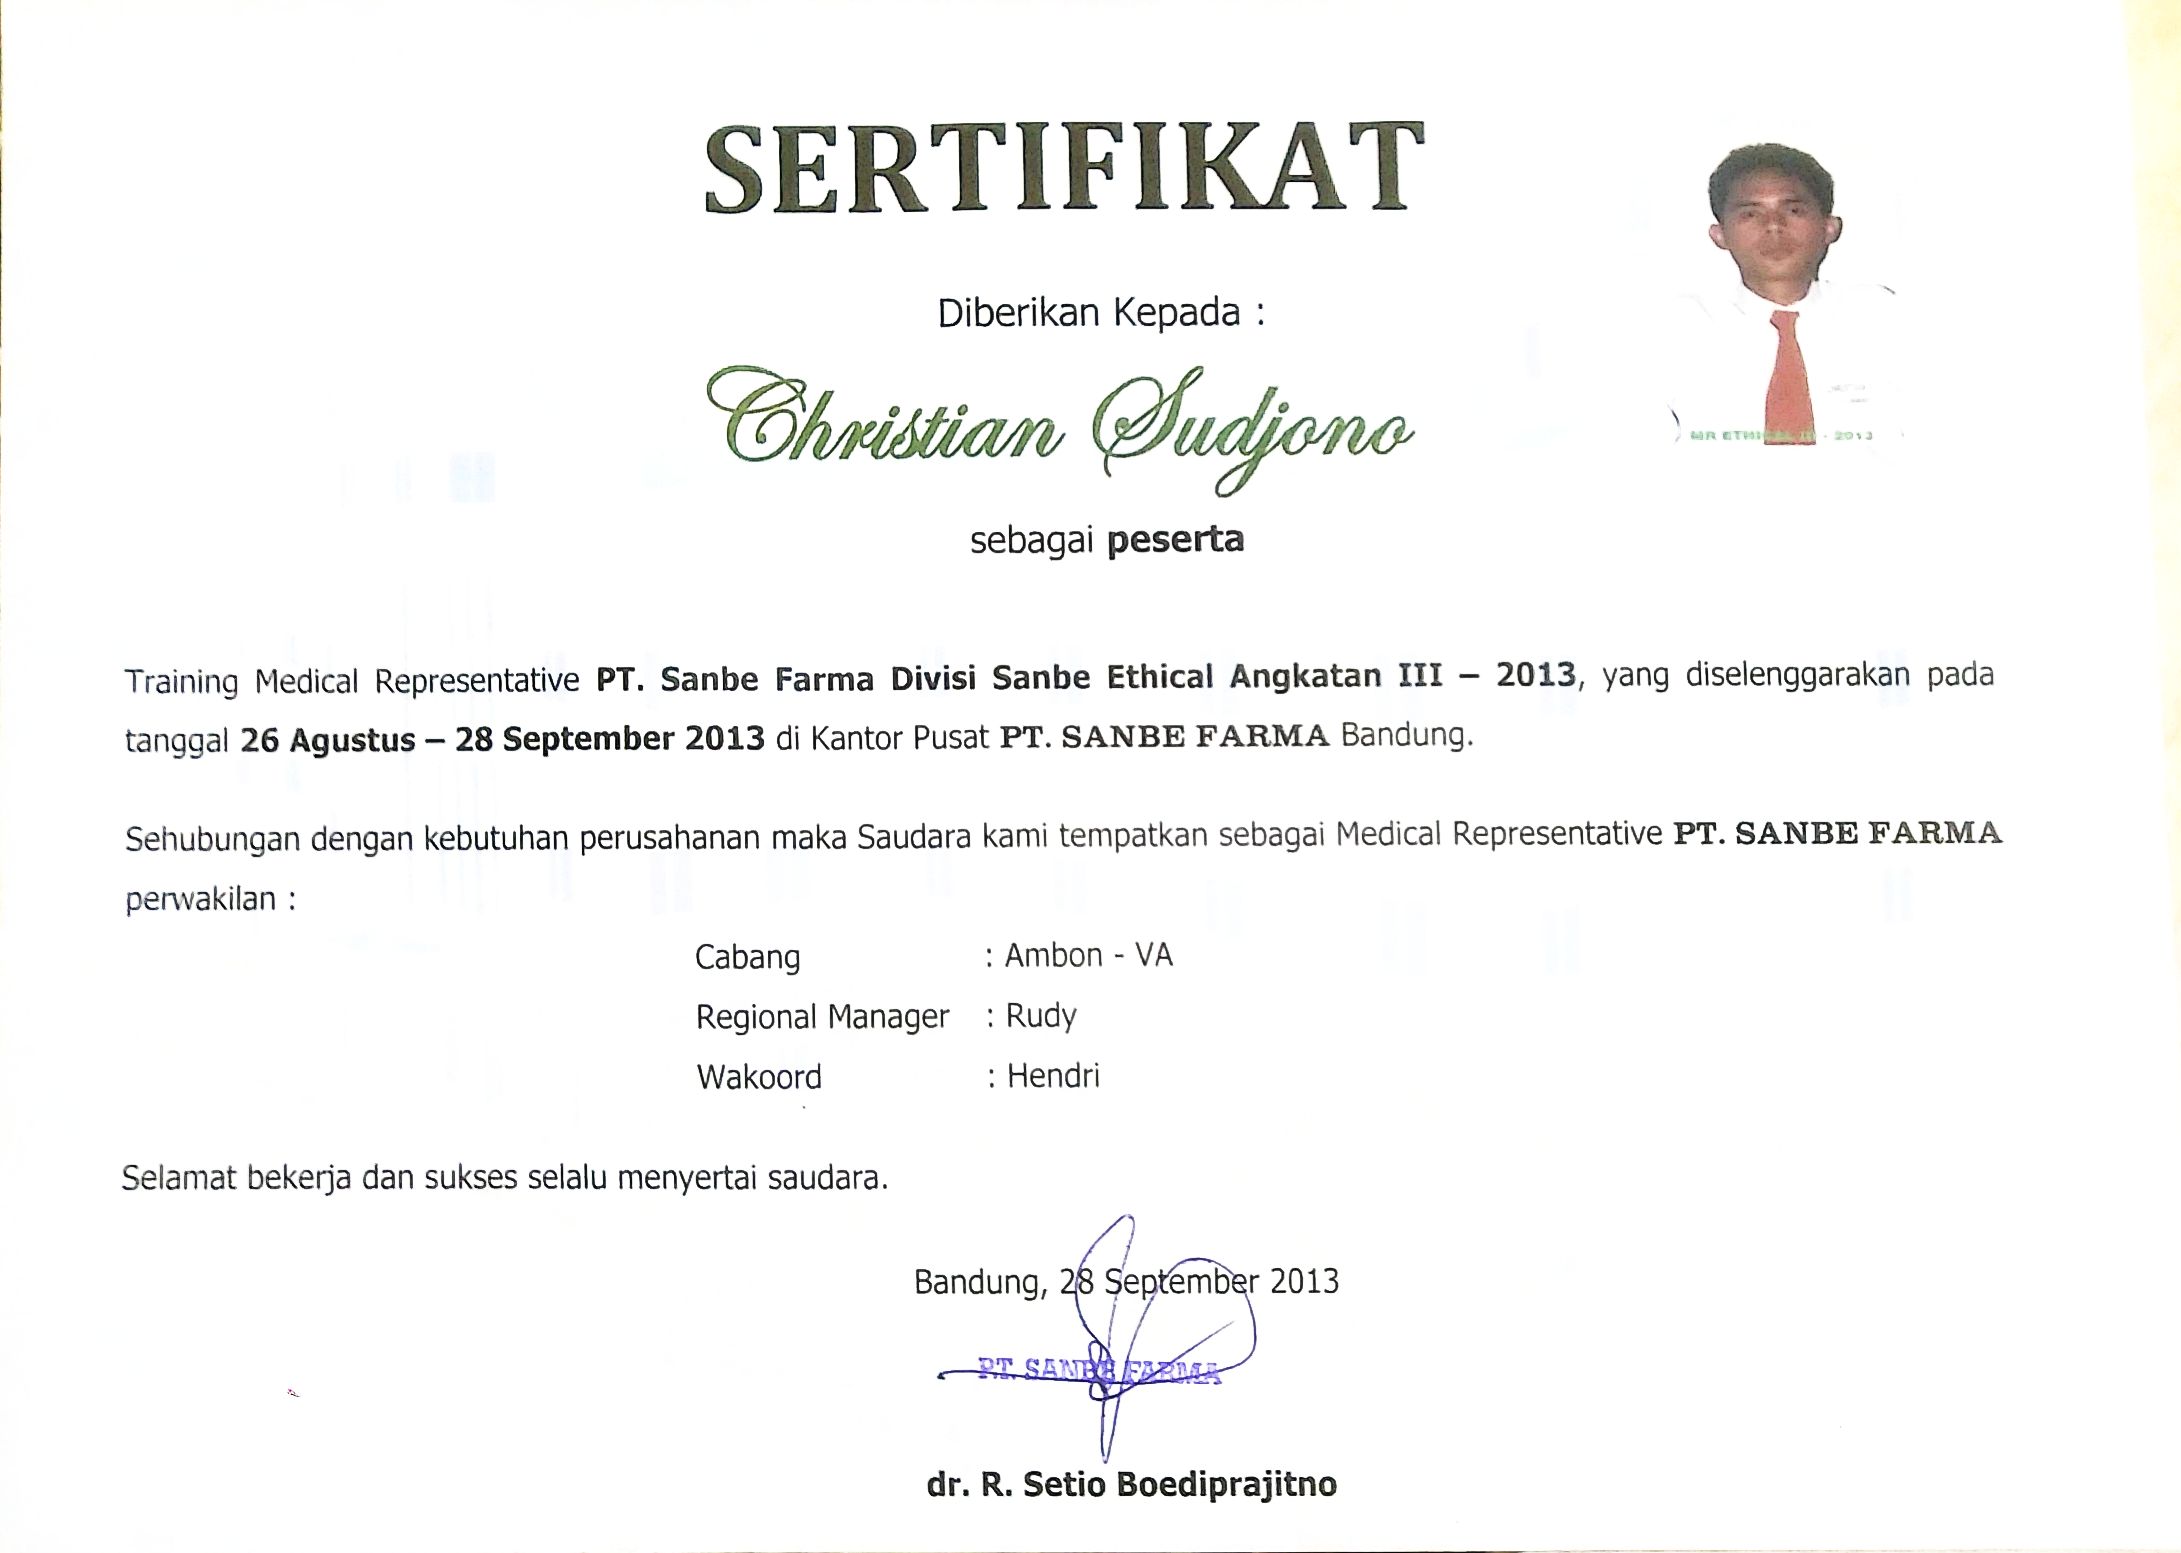 SERTIFIKAT
Diberikan Kepada :
Christian Sudjono
MR ETHICAL III - 2013
sebagai peserta
Training Medical Representative PT. Sanbe Farma Divisi Sanbe Ethical Angkatan III – 2013, yang diselenggarakan pada
tanggal 26 Agustus – 28 September 2013 di Kantor Pusat PT. SANBE FARMA Bandung.
Sehubungan dengan kebutuhan perusahanan maka Saudara kami tempatkan sebagai Medical Representative PT. SANBE FARMA
perwakilan :
Cabang : Ambon - VA
Regional Manager : Rudy
Wakoord : Hendri
Selamat bekerja dan sukses selalu menyertai saudara.
Bandung, 28 September 2013
PT. SANBE FARMA
dr. R. Setio Boediprajitno